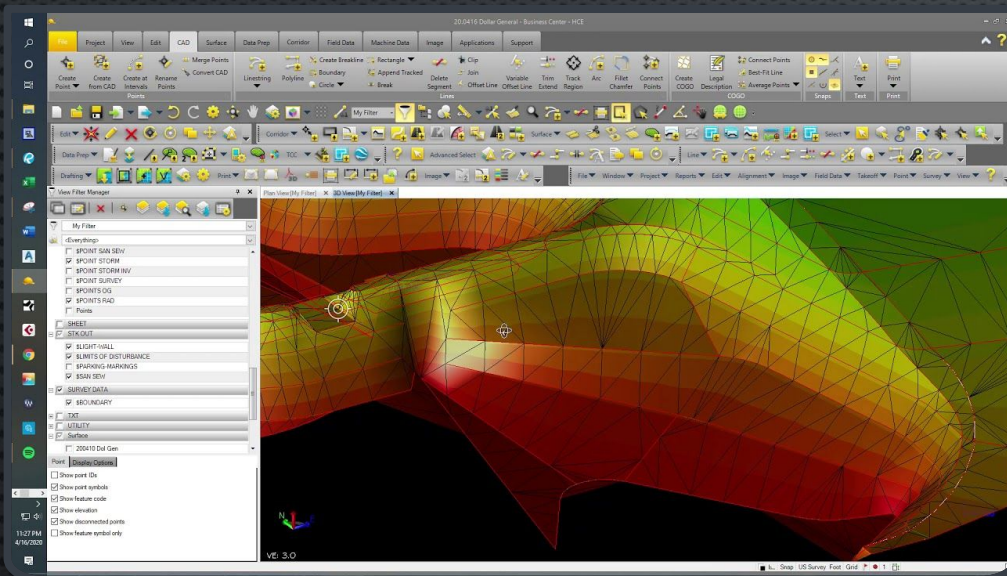 20.0416 Dollar General - Business Center - HCE
File Project View Edit CAD Surface Data Prep Corridor Field Data Machine Data Image Applications Support
Create Point
Create from CAD
Create at Intervals
Rename Points
Merge Points
Convert CAD
Points
Linestring
Polyline
Create Breakline
Boundary
Circle
Rectangle
Append Tracked
Break
Delete Segment
Clip
Join
Offset Line
Variable Offset Line
Trim Extend
Track Region
Arc
Fillet Chamfer
Connect Points
Lines
Create COGO
Legal Description
Connect Points
Best-Fit Line
Average Points
COGO
Snaps
Text
Text
Print
Print
My Filter
Edit Corridor Surface Select
Data Prep TCC Advanced Select Line Traverse
Drafting Print Image File Window Project Reports Edit Alignment Image Field Data Takeoff Point Survey View
View Filter Manager
Plan View[My Filter] 3D View[My Filter]
My Filter
<Everything>
$POINT SAN SEW
$POINT STORM
$POINT STORM INV
$POINT SURVEY
$POINTS OG
$POINTS RAD
Points
SHEET
STK OUT
$LIGHT-WALL
$LIMITS OF DISTURBANCE
$PARKING-MARKINGS
$SAN SEW
SURVEY DATA
$BOUNDARY
TXT
UTILITY
Surface
200410 Dol Gen
Point Display Options
Show point IDs
Show point symbols
Show feature code
Show elevation
Show disconnected points
Show feature symbol only
N
VE: 3.0
11:27 PM
4/16/2020
Snap US Survey Foot Grid 1